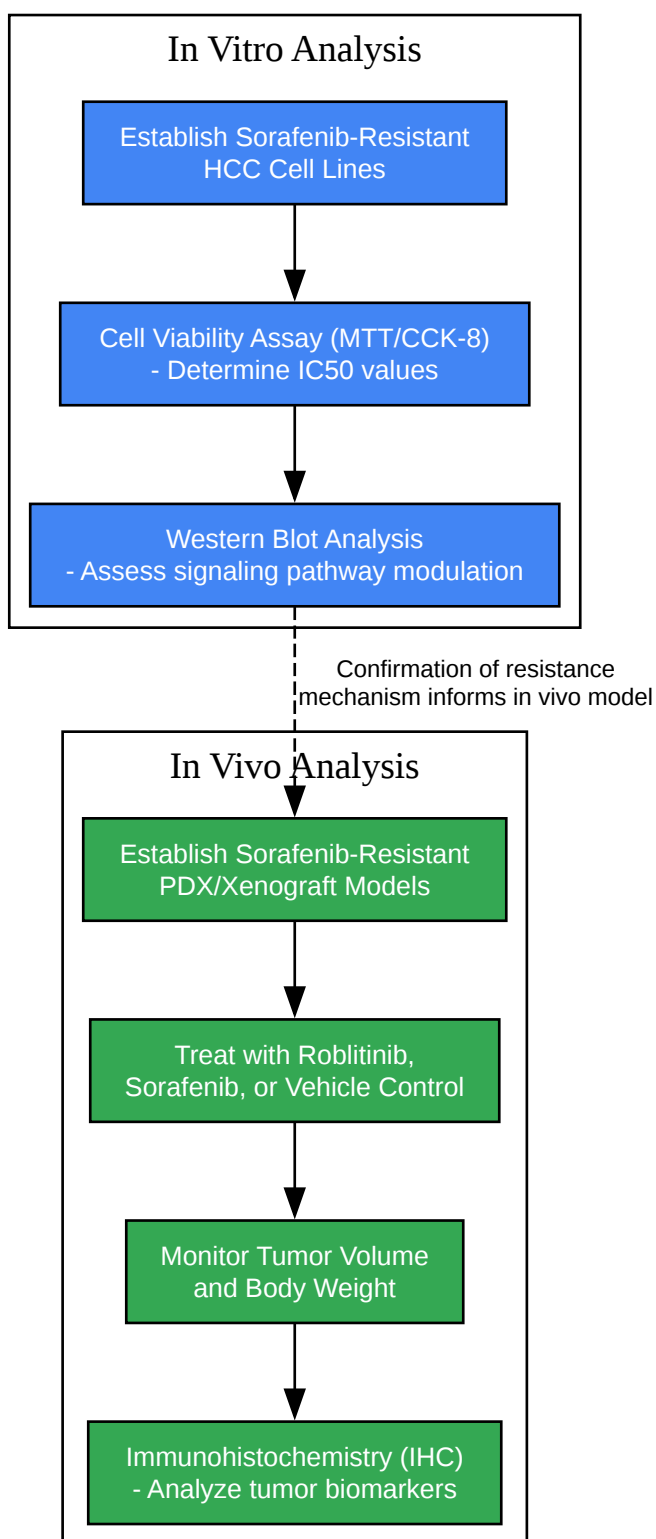 In Vitro Analysis
Establish Sorafenib-Resistant
HCC Cell Lines
Cell Viability Assay (MTT/CCK-8)
- Determine IC50 values
Western Blot Analysis
- Assess signaling pathway modulation
Confirmation of resistance
mechanism informs in vivo model
In Vivo Analysis
Establish Sorafenib-Resistant
PDX/Xenograft Models
Treat with Roblitinib,
Sorafenib, or Vehicle Control
Monitor Tumor Volume
and Body Weight
Immunohistochemistry (IHC)
- Analyze tumor biomarkers